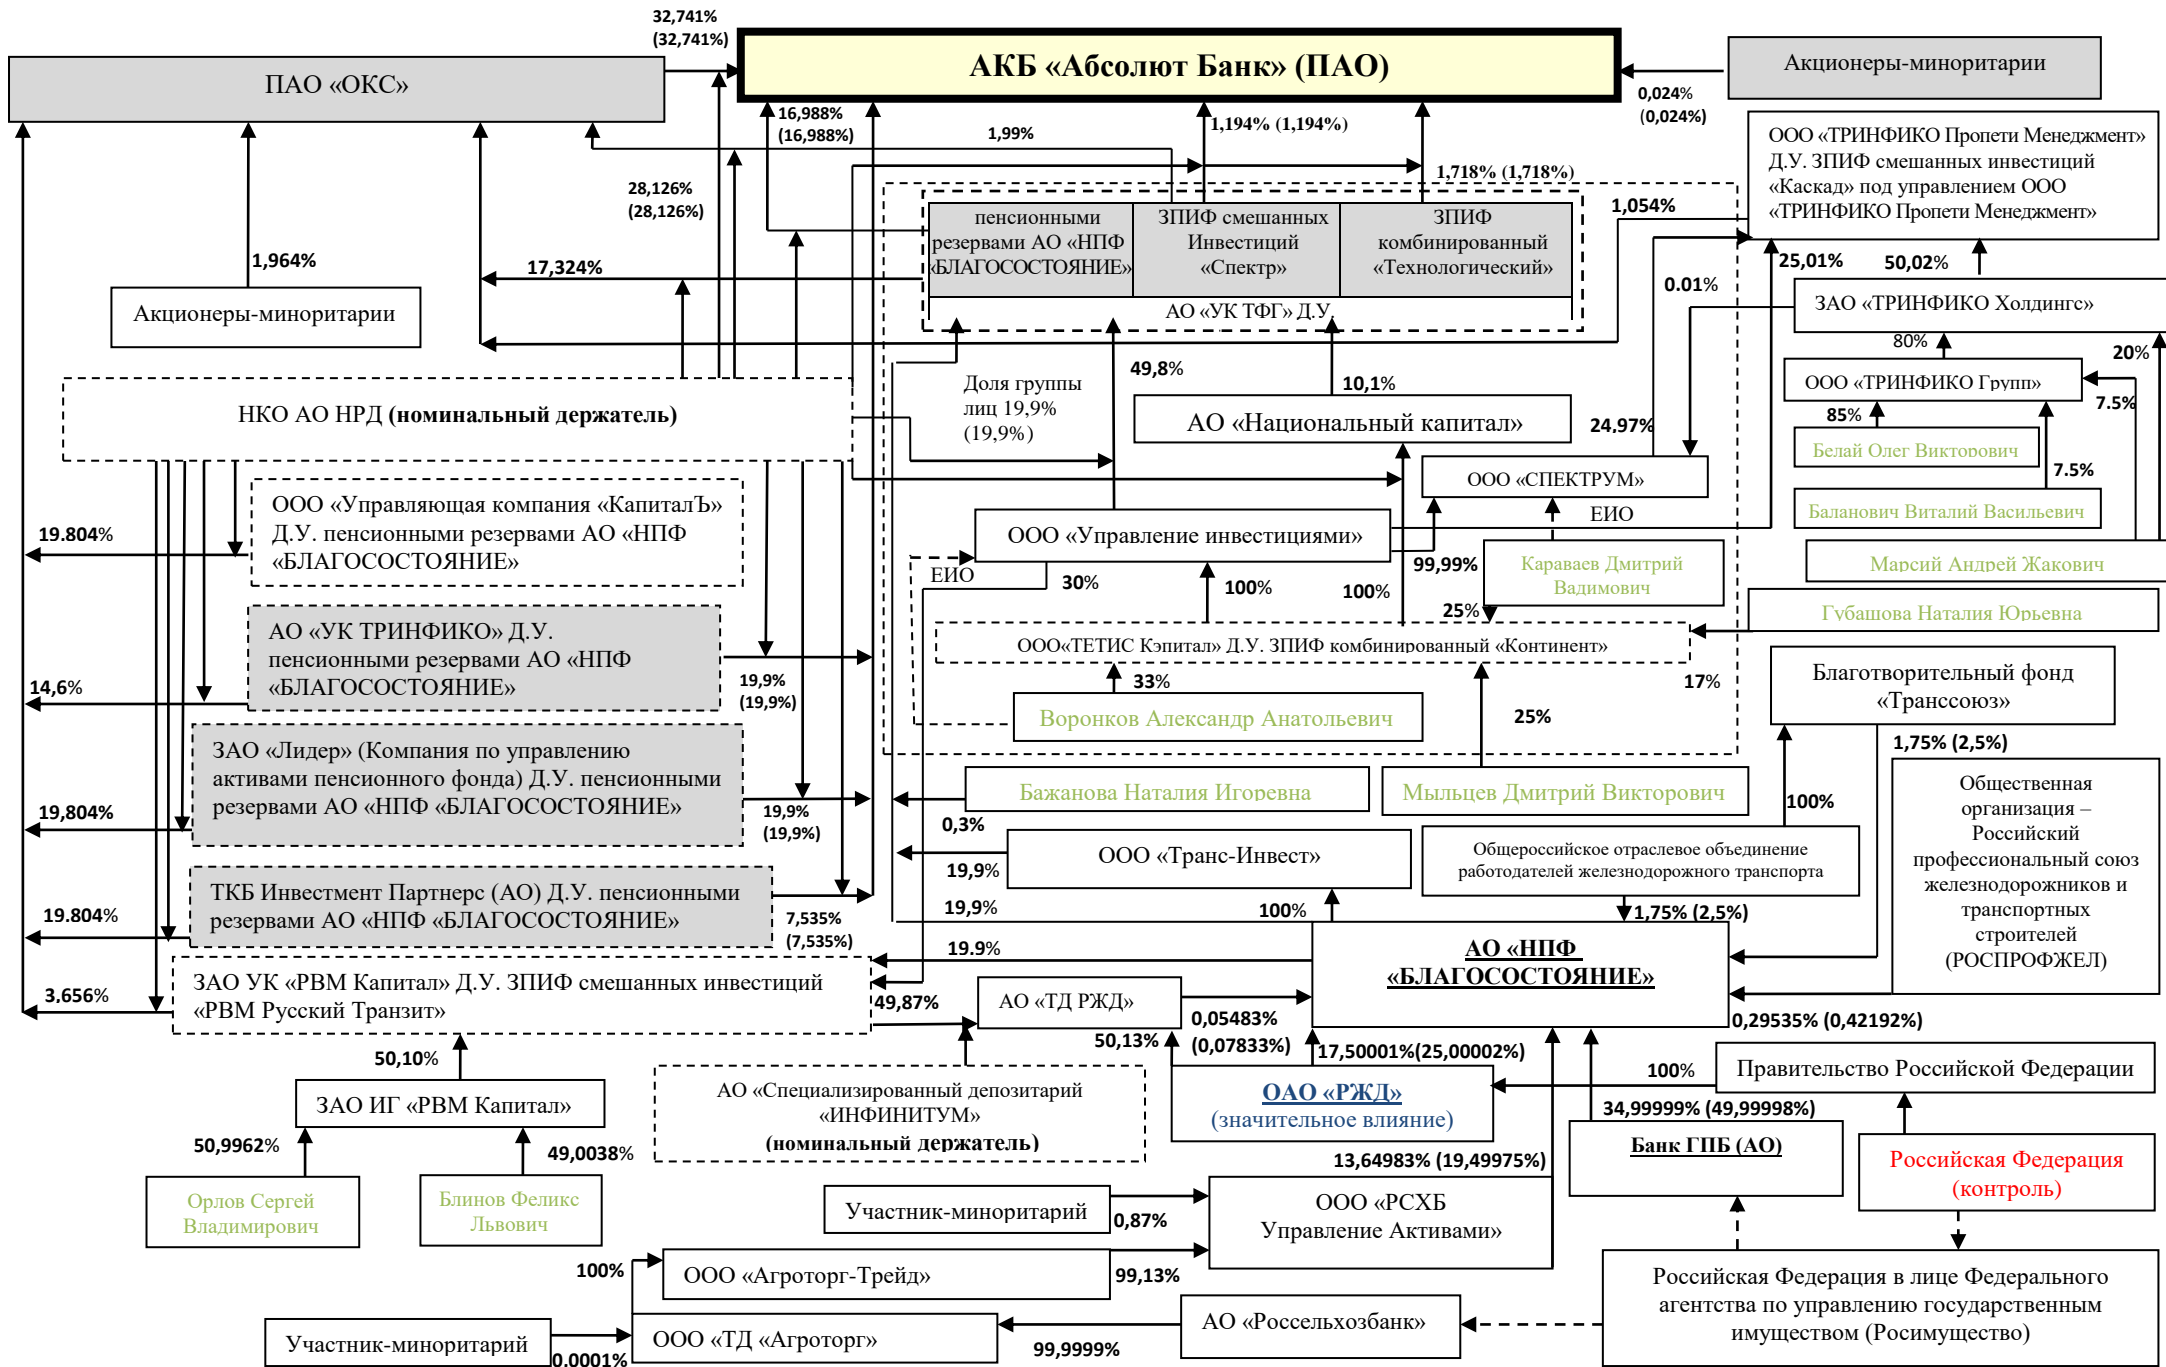 32,741%
(32,741%)
АКБ «Абсолют Банк» (ПАО)
ПАО «ОКС»
Акционеры-миноритарии
0,024%
(0,024%)
16,988%
(16,988%)
1,99%
1,194% (1,194%)
1,718% (1,718%)
28,126%
(28,126%)
ООО «ТРИНФИКО Пропети Менеджмент»
Д.У. ЗПИФ смешанных инвестиций
«Каскад» под управлением ООО
«ТРИНФИКО Пропети Менеджмент»
1,054%
пенсионными
резервами АО «НПФ
«БЛАГОСОСТОЯНИЕ»
ЗПИФ смешанных
Инвестиций
«Спектр»
ЗПИФ
комбинированный
«Технологический»
АО «УК ТФГ» Д.У.
1,964%
17,324%
25,01%
50,02%
0.01%
Акционеры-миноритарии
ЗАО «ТРИНФИКО Холдингс»
80%
20%
49,8%
10,1%
Доля группы
лиц 19,9%
(19,9%)
ООО «ТРИНФИКО Групп»
7.5%
85%
НКО АО НРД (номинальный держатель)
АО «Национальный капитал»
24,97%
Белай Олег Викторович
7.5%
ООО «СПЕКТРУМ»
ЕИО
Баланович Виталий Васильевич
ООО «Управляющая компания «КапиталЪ»
Д.У. пенсионными резервами АО «НПФ
«БЛАГОСОСТОЯНИЕ»
19.804%
ООО «Управление инвестициями»
ЕИО
30%
100%
100%
99,99%
Караваев Дмитрий
Вадимович
Марсий Андрей Жакович
Губашова Наталия Юрьевна
25%
АО «УК ТРИНФИКО» Д.У.
пенсионными резервами АО «НПФ
«БЛАГОСОСТОЯНИЕ»
14,6%
19,9%
(19,9%)
ООО«ТЕТИС Кэпитал» Д.У. ЗПИФ комбинированный «Континент»
33%
17%
25%
Воронков Александр Анатольевич
Благотворительный фонд
«Транссоюз»
1,75% (2,5%)
ЗАО «Лидер» (Компания по управлению
активами пенсионного фонда) Д.У. пенсионными
резервами АО «НПФ «БЛАГОСОСТОЯНИЕ»
19,804%
19,9%
(19,9%)
Бажанова Наталия Игоревна
0,3%
Мыльцев Дмитрий Викторович
100%
Общественная
организация –
Российский
профессиональный союз
железнодорожников и
транспортных
строителей
(РОСПРОФЖЕЛ)
ООО «Транс-Инвест»
19,9%
Общероссийское отраслевое объединение
работодателей железнодорожного транспорта
ТКБ Инвестмент Партнерс (АО) Д.У. пенсионными
резервами АО «НПФ «БЛАГОСОСТОЯНИЕ»
19.804%
7,535%
(7,535%)
19,9%
100%
1,75% (2,5%)
19.9%
АО «НПФ
«БЛАГОСОСТОЯНИЕ»
ЗАО УК «РВМ Капитал» Д.У. ЗПИФ смешанных инвестиций
«РВМ Русский Транзит»
3,656%
49,87%
АО «ТД РЖД»
0,05483%
(0,07833%)
50,13%
17,50001%(25,00002%)
0,29535% (0,42192%)
50,10%
ЗАО ИГ «РВМ Капитал»
АО «Специализированный депозитарий
«ИНФИНИТУМ»
(номинальный держатель)
ОАО «РЖД»
(значительное влияние)
100%
Правительство Российской Федерации
34,99999% (49,99998%)
Банк ГПБ (АО)
Российская Федерация
(контроль)
50,9962%
49,0038%
13,64983% (19,49975%)
Орлов Сергей
Владимирович
Блинов Феликс
Львович
Участник-миноритарий
0,87%
ООО «РСХБ
Управление Активами»
100%
ООО «Агроторг-Трейд»
99,13%
Российская Федерация в лице Федерального
агентства по управлению государственным
имуществом (Росимущество)
Участник-миноритарий
0,0001%
ООО «ТД «Агроторг»
99,9999%
АО «Россельхозбанк»